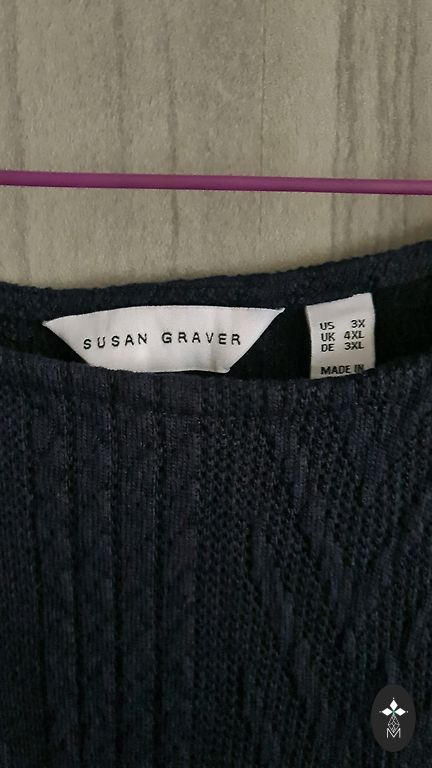 SUSAN GRAVER
US 3X
UK 4XL
DE 3XL
MADE IN
M